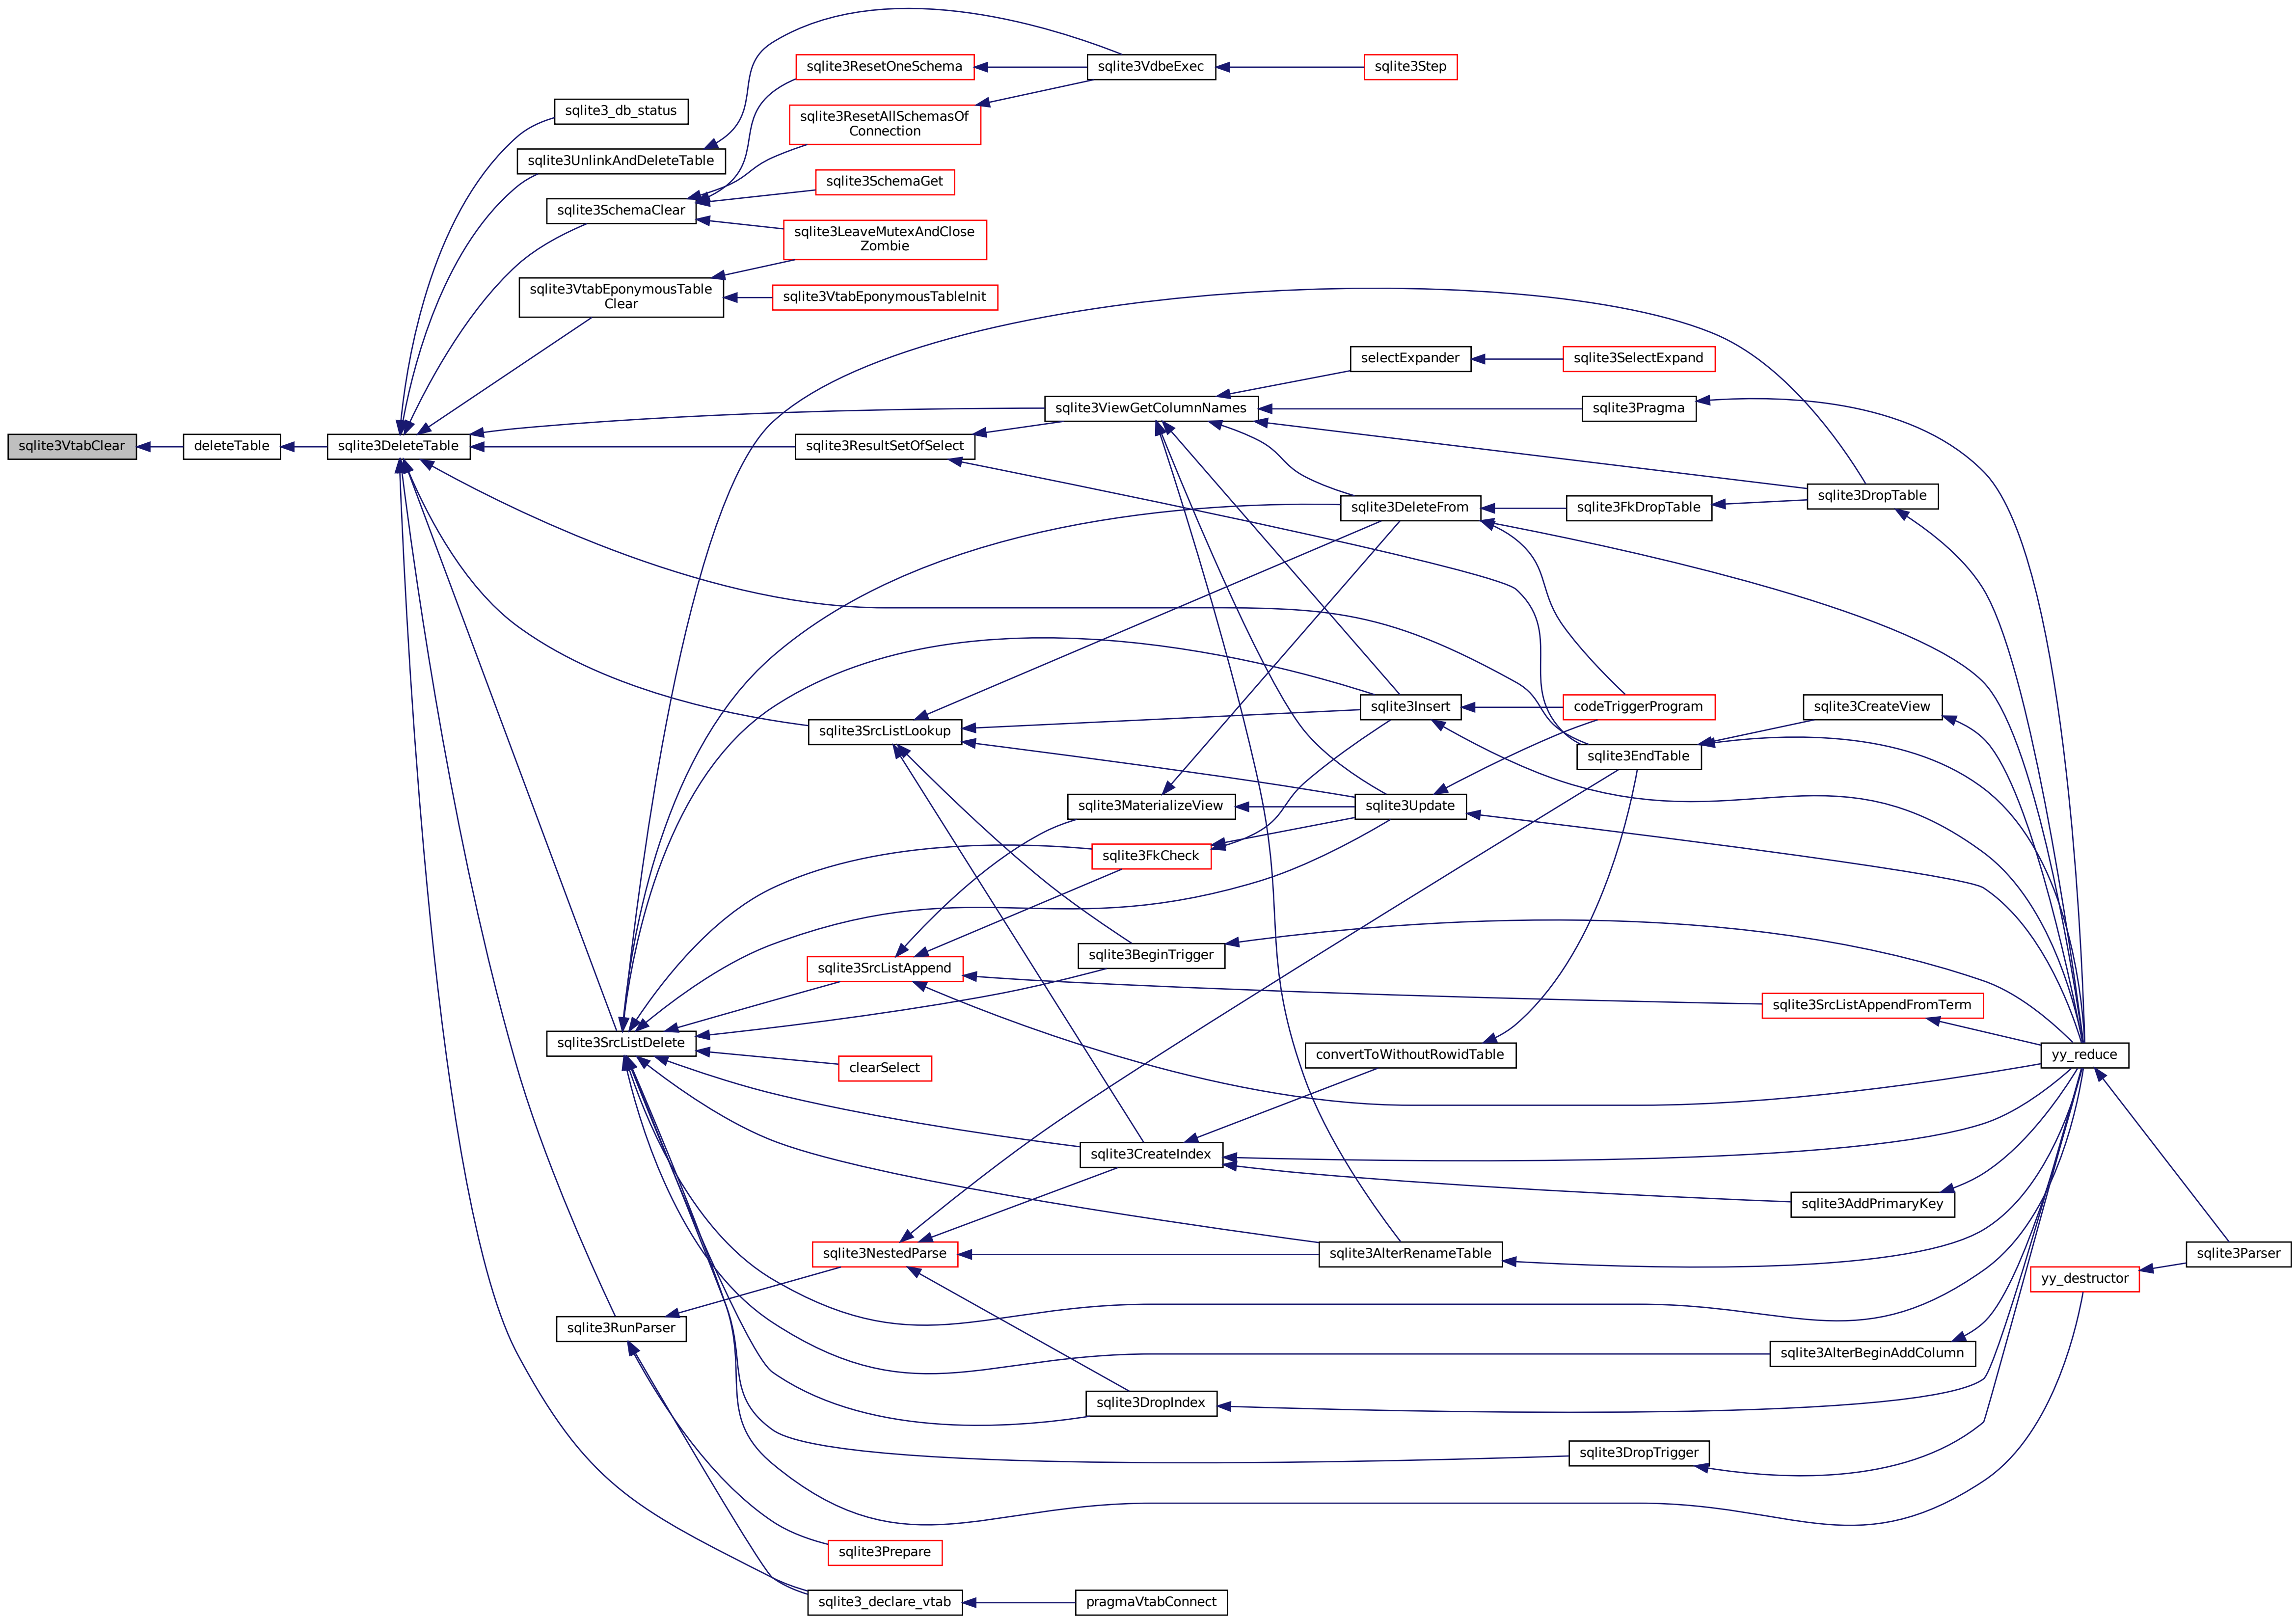 sqlite3ResetOneSchema
sqlite3VdbeExec
sqlite3Step
sqlite3_db_status
sqlite3ResetAllSchemasOf
Connection
sqlite3UnlinkAndDeleteTable
sqlite3SchemaGet
sqlite3SchemaClear
sqlite3LeaveMutexAndClose
Zombie
sqlite3VtabEponymousTable
Clear
sqlite3VtabEponymousTableInit
selectExpander
sqlite3SelectExpand
sqlite3ViewGetColumnNames
sqlite3Pragma
sqlite3VtabClear
deleteTable
sqlite3DeleteTable
sqlite3ResultSetOfSelect
sqlite3DropTable
sqlite3DeleteFrom
sqlite3FkDropTable
sqlite3Insert
codeTriggerProgram
sqlite3CreateView
sqlite3SrcListLookup
sqlite3EndTable
sqlite3MaterializeView
sqlite3Update
sqlite3FkCheck
sqlite3BeginTrigger
sqlite3SrcListAppend
sqlite3SrcListAppendFromTerm
sqlite3SrcListDelete
convertToWithoutRowidTable
yy_reduce
clearSelect
sqlite3CreateIndex
sqlite3AddPrimaryKey
sqlite3NestedParse
sqlite3AlterRenameTable
sqlite3Parser
yy_destructor
sqlite3RunParser
sqlite3AlterBeginAddColumn
sqlite3DropIndex
sqlite3DropTrigger
sqlite3Prepare
sqlite3_declare_vtab
pragmaVtabConnect